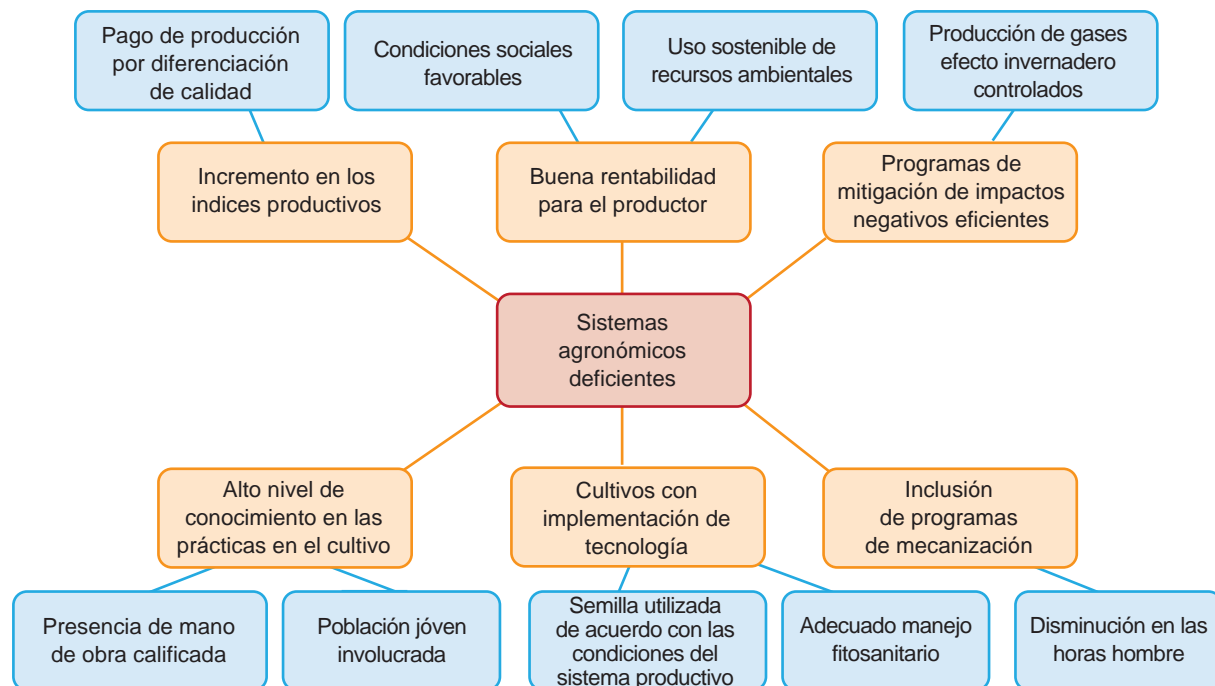 Pago de producción
por diferenciación
de calidad
Condiciones sociales
favorables
Uso sostenible de
recursos ambientales
Producción de gases
efecto invernadero
controlados
Incremento en los
indices productivos
Buena rentabilidad
para el productor
Programas de
mitigación de impactos
negativos eficientes
Sistemas
agronómicos
deficientes
Alto nivel de
conocimiento en las
prácticas en el cultivo
Cultivos con
implementación de
tecnología
Inclusión
de programas
de mecanización
Presencia de mano
de obra calificada
Población jóven
involucrada
Semilla utilizada
de acuerdo con las
condiciones del
sistema productivo
Adecuado manejo
fitosanitario
Disminución en las
horas hombre